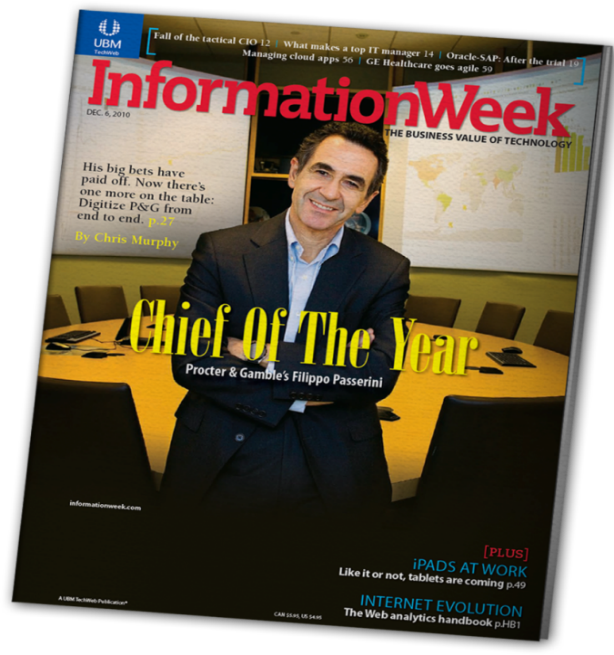 UBM
TechWeb
[Fall of the tactical CIO 12 | What makes a top IT manager 14 | Oracle-SAP: After the trial 19
Managing cloud apps 56 | GE Healthcare goes agile 59]
InformationWeek
DEC. 6, 2010
THE BUSINESS VALUE OF TECHNOLOGY
His big bets have
paid off. Now there's
one more on the table:
Digitize P&G from
end to end. p.27
By Chris Murphy
Chief Of The Year
Procter & Gamble's Filippo Passerini
informationweek.com
[PLUS]
iPADS AT WORK
Like it or not, tablets are coming p.49
INTERNET EVOLUTION
The Web analytics handbook p.HB1
A UBM TechWeb Publication®
CAN $5.95, US $4.95